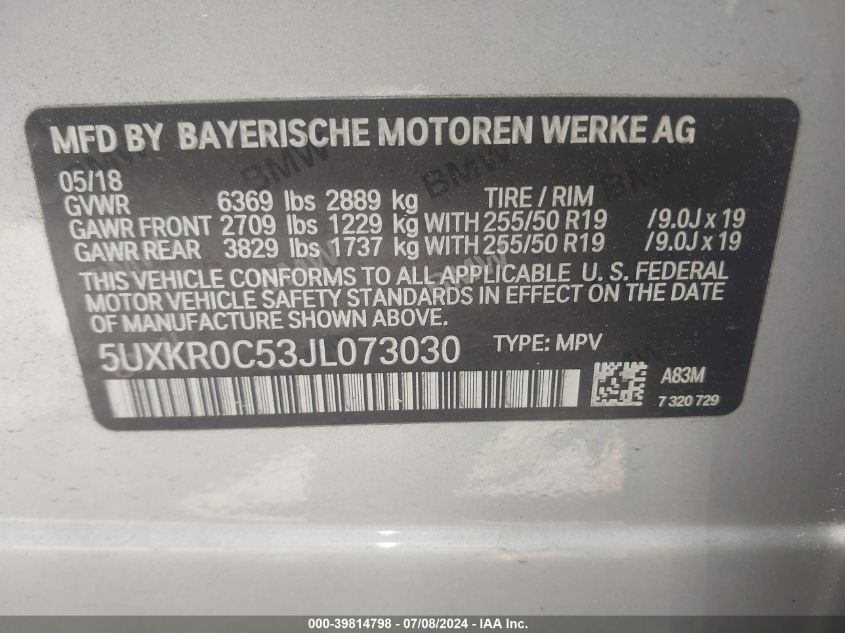 MFD BY BAYERISCHE MOTOREN WERKE AG
05/18
GVWR 6369 lbs 2889 kg TIRE / RIM
GAWR FRONT 2709 lbs 1229 kg WITH 255/50 R19 /9.0J x 19
GAWR REAR 3829 lbs 1737 kg WITH 255/50 R19 /9.0J x 19
THIS VEHICLE CONFORMS TO ALL APPLICABLE U. S. FEDERAL
MOTOR VEHICLE SAFETY STANDARDS IN EFFECT ON THE DATE
OF MANUFACTURE SHOWN ABOVE.
5UXKR0C53JL073030 TYPE: MPV
A83M
7 320 729
000-39814798 - 07/08/2024 - IAA Inc.